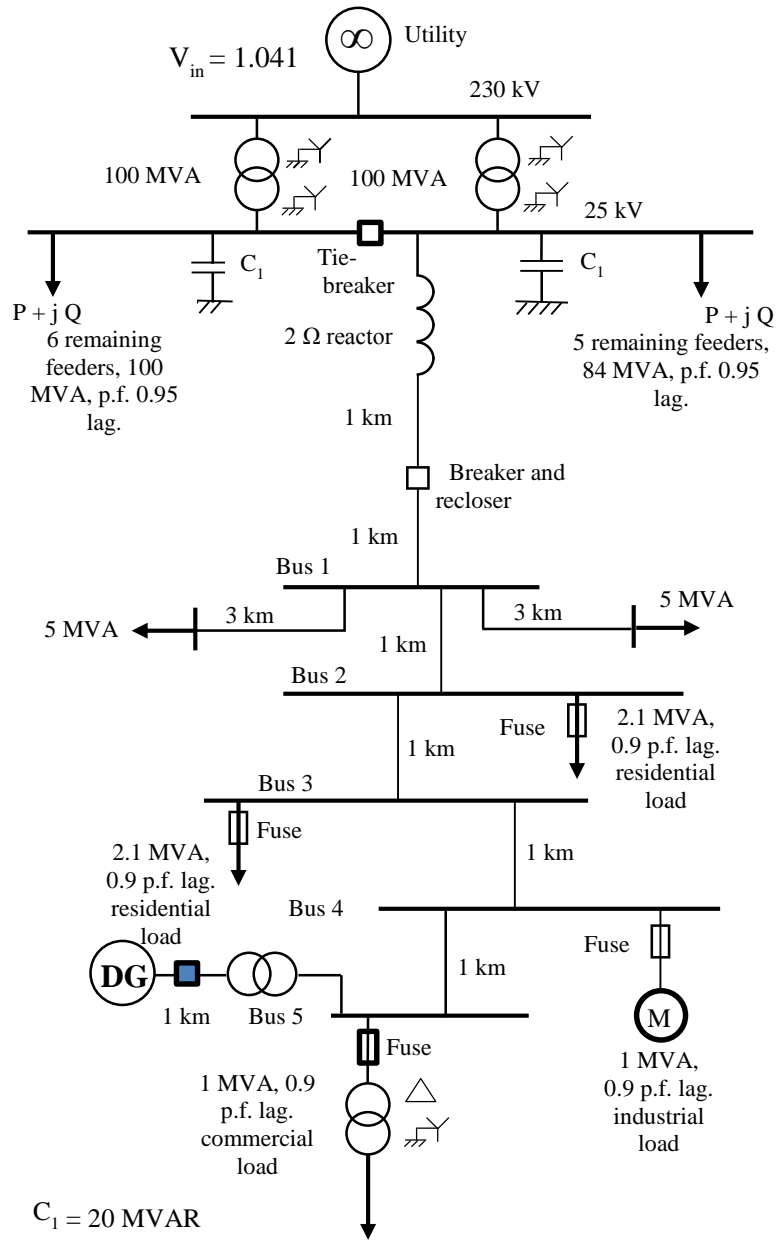 ∞
Utility
V_in = 1.041
230 kV
100 MVA
100 MVA
25 kV
C_1
Tie-
breaker
C_1
P + j Q
6 remaining
feeders, 100
MVA, p.f. 0.95
lag.
2 Ω reactor
P + j Q
5 remaining feeders,
84 MVA, p.f. 0.95
lag.
1 km
Breaker and
recloser
1 km
Bus 1
5 MVA
3 km
3 km
5 MVA
1 km
Bus 2
Fuse
2.1 MVA,
0.9 p.f. lag.
residential
load
1 km
Bus 3
Fuse
2.1 MVA,
0.9 p.f. lag.
residential
load
1 km
Bus 4
Fuse
DG
1 km
Bus 5
1 km
M
Fuse
1 MVA, 0.9
p.f. lag.
commercial
load
1 MVA,
0.9 p.f. lag.
industrial
load
C_1 = 20 MVAR